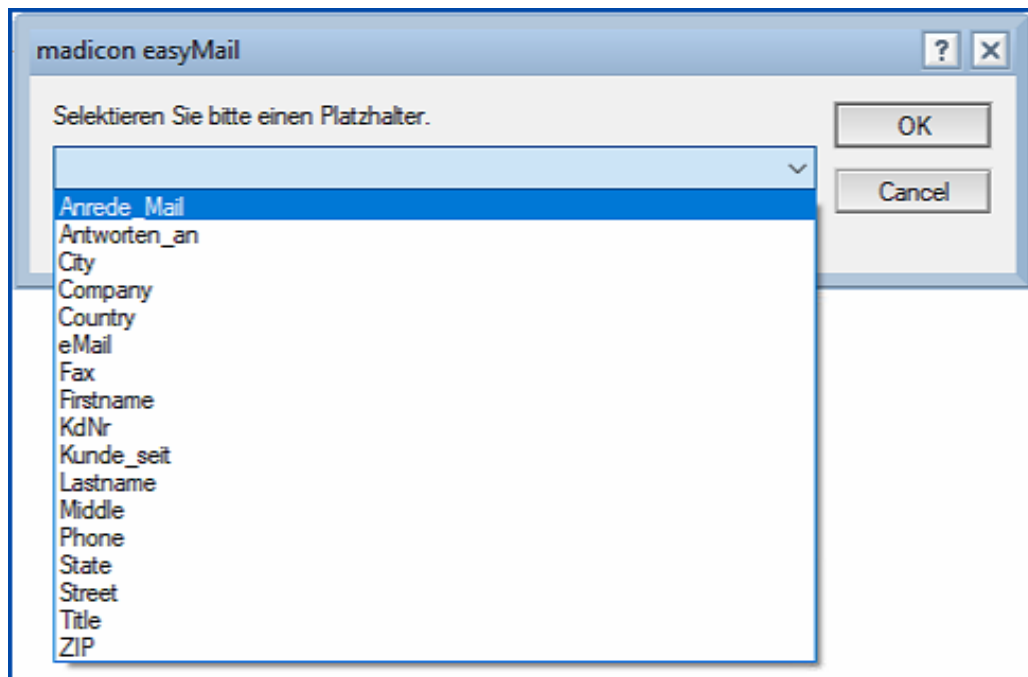 madicon easyMail
?
Selektieren Sie bitte einen Platzhalter.
OK
Cancel
Anrede_Mail
Antworten_an
City
Company
Country
eMail
Fax
Firstname
KdNr
Kunde_seit
Lastname
Middle
Phone
State
Street
Title
ZIP